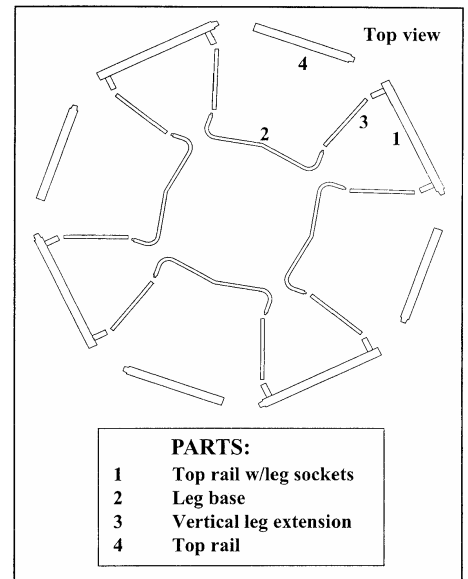 Top view
4
3
2
1
PARTS:
1 Top rail w/leg sockets
2 Leg base
3 Vertical leg extension
4 Top rail